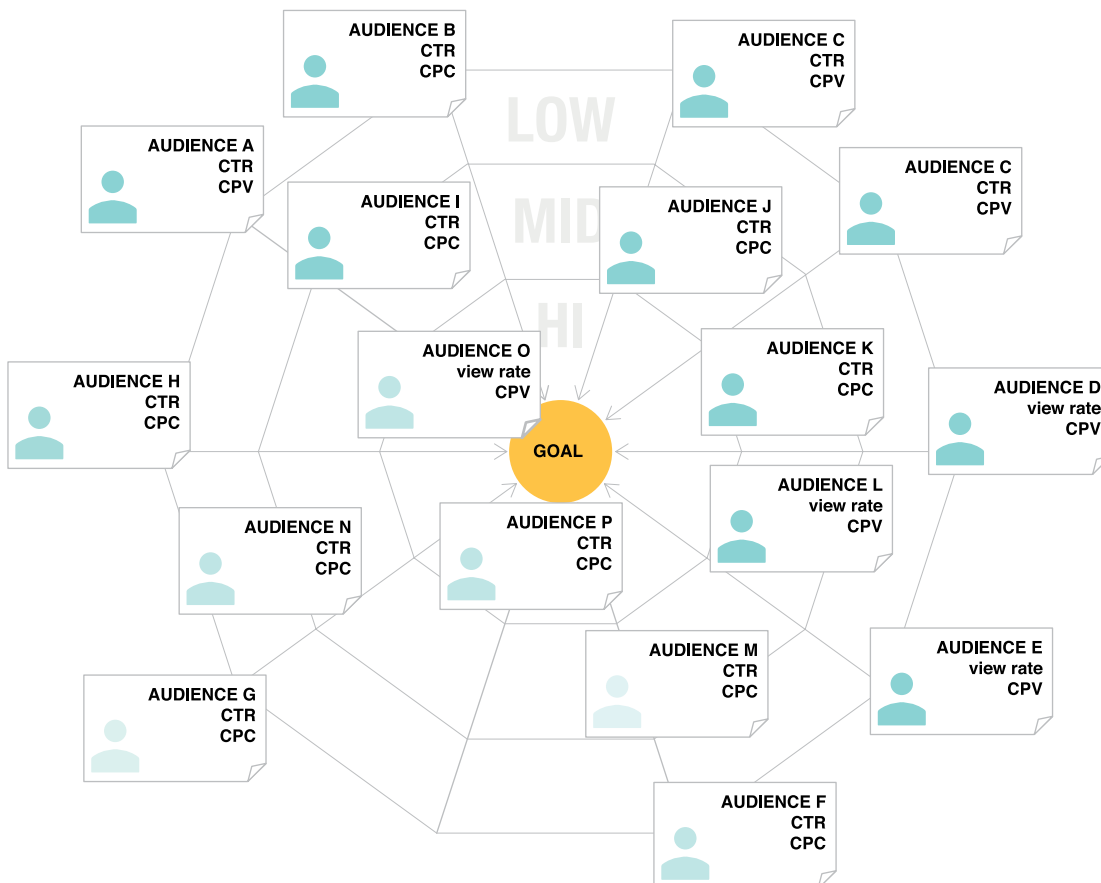 AUDIENCE B
CTR
CPC
AUDIENCE C
CTR
CPV
LOW
AUDIENCE A
CTR
CPV
AUDIENCE C
CTR
CPV
AUDIENCE I
CTR
CPC
MID
AUDIENCE J
CTR
CPC
HI
AUDIENCE O
view rate
CPV
AUDIENCE K
CTR
CPC
AUDIENCE H
CTR
CPC
AUDIENCE D
view rate
CPV
GOAL
AUDIENCE L
view rate
CPV
AUDIENCE N
CTR
CPC
AUDIENCE P
CTR
CPC
AUDIENCE M
CTR
CPC
AUDIENCE E
view rate
CPV
AUDIENCE G
CTR
CPC
AUDIENCE F
CTR
CPC